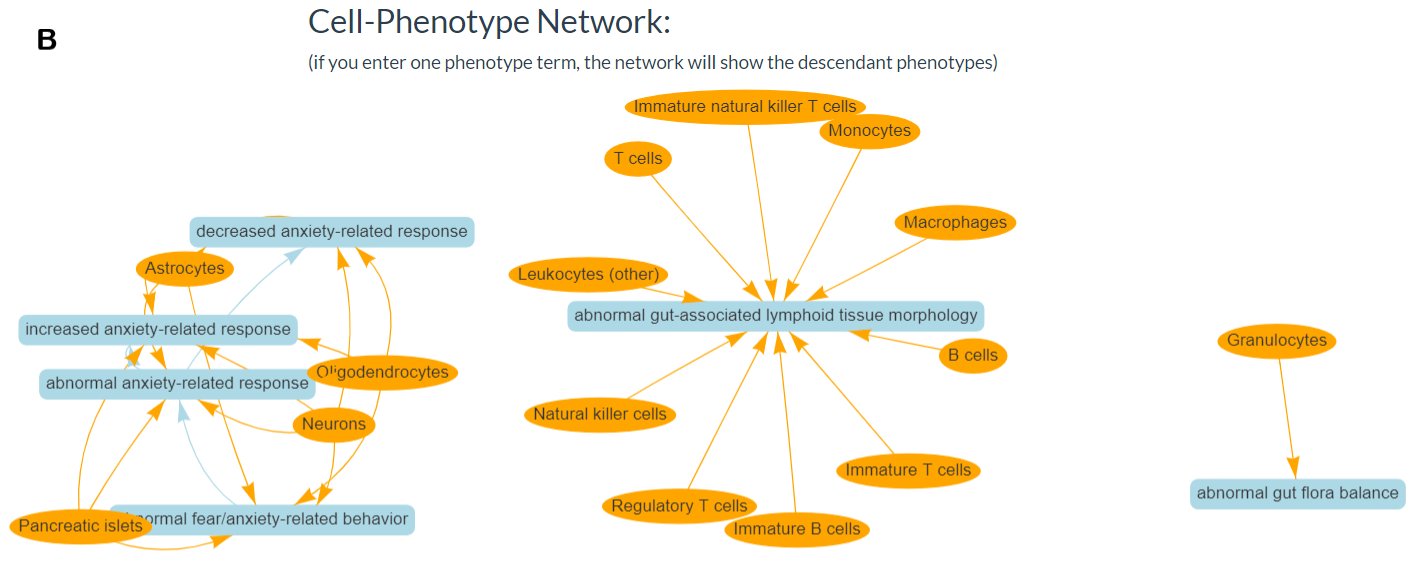 B
Cell-Phenotype Network:
(if you enter one phenotype term, the network will show the descendant phenotypes)
Immature natural killer T cells
Monocytes
T cells
Macrophages
decreased anxiety-related response
Astrocytes
Leukocytes (other)
abnormal gut-associated lymphoid tissue morphology
increased anxiety-related response
Granulocytes
B cells
Oligodendrocytes
abnormal anxiety-related response
Natural killer cells
Neurons
Immature T cells
abnormal gut flora balance
Regulatory T cells
fear/anxiety-related behavior
Pancreatic islets
Immature B cells